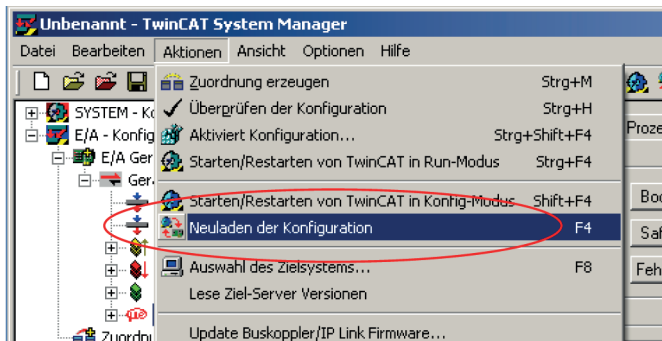 Unbenannt - TwinCAT System Manager
Datei Bearbeiten Aktionen Ansicht Optionen Hilfe
Zuordnung erzeugen Strg+M
Überprüfen der Konfiguration Strg+H
Aktiviert Konfiguration... Strg+Shift+F4
Starten/Restarten von TwinCAT in Run-Modus Strg+F4
Starten/Restarten von TwinCAT in Konfig-Modus Shift+F4
Neuladen der Konfiguration F4
Auswahl des Zielsystems... F8
Lese Ziel-Server Versionen
Update Buskoppler/IP Link Firmware...
SYSTEM - Ko
E/A - Konfig
E/A Ger
Ger
Zuordnu
Proze
Boo
Saf
Feh